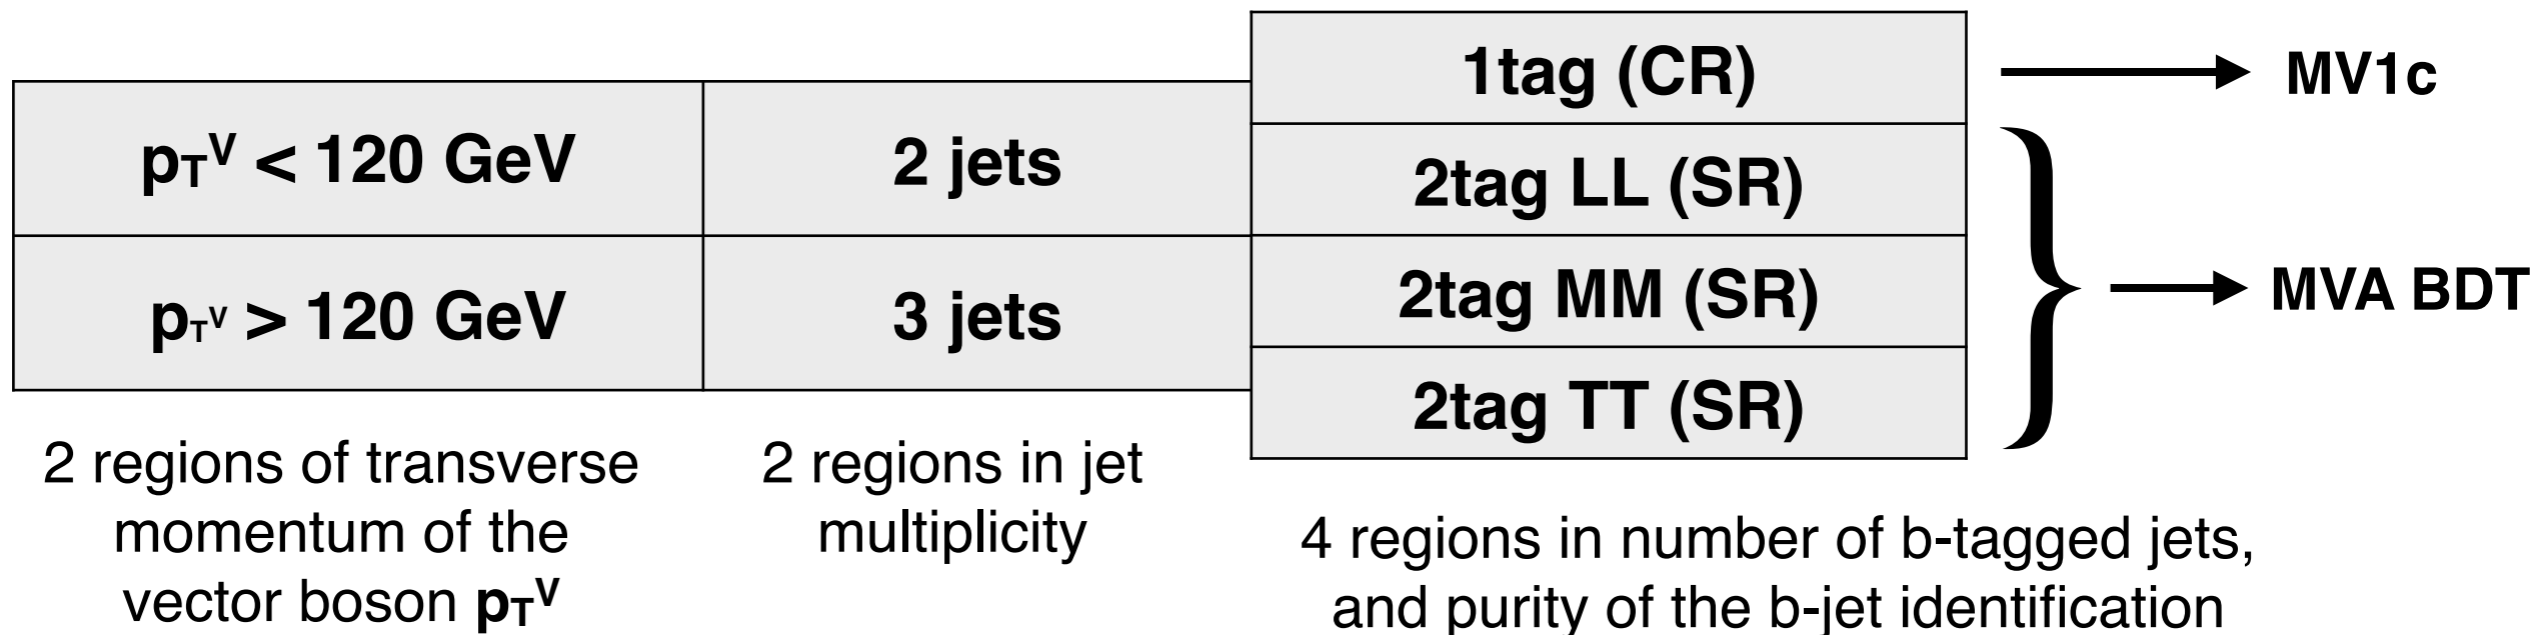 1tag (CR)
MV1c
pTV < 120 GeV
2 jets
2tag LL (SR)
2tag MM (SR)
MVA BDT
pTV > 120 GeV
3 jets
2tag TT (SR)
2 regions of transverse
momentum of the
vector boson pTV
2 regions in jet
multiplicity
4 regions in number of b-tagged jets,
and purity of the b-jet identification